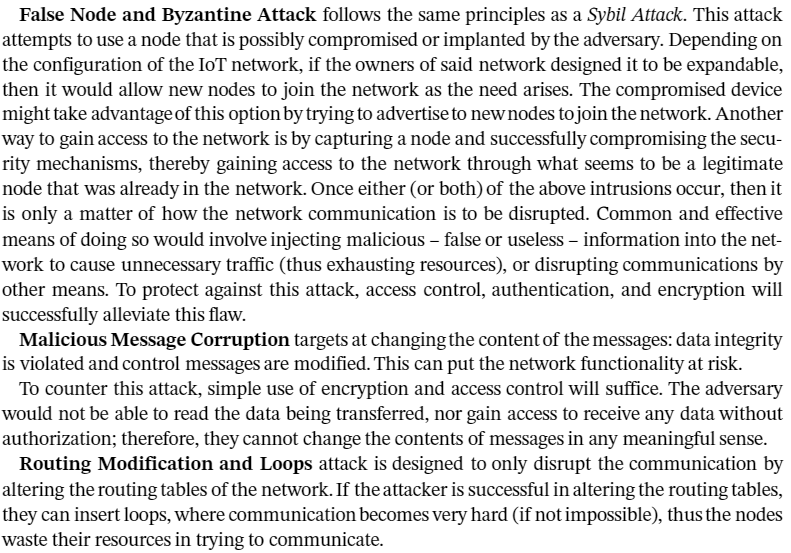 False Node and Byzantine Attack follows the same principles as a Sybil Attack. This attack
attempts to use a node that is possibly compromised or implanted by the adversary. Depending on
the configuration of the IoT network, if the owners of said network designed it to be expandable,
then it would allow new nodes to join the network as the need arises. The compromised device
might take advantage of this option by trying to advertise to new nodes to join the network. Another
way to gain access to the network is by capturing a node and successfully compromising the secu-
rity mechanisms, thereby gaining access to the network through what seems to be a legitimate
node that was already in the network. Once either (or both) of the above intrusions occur, then it
is only a matter of how the network communication is to be disrupted. Common and effective
means of doing so would involve injecting malicious – false or useless – information into the net-
work to cause unnecessary traffic (thus exhausting resources), or disrupting communications by
other means. To protect against this attack, access control, authentication, and encryption will
successfully alleviate this flaw.
Malicious Message Corruption targets at changing the content of the messages: data integrity
is violated and control messages are modified. This can put the network functionality at risk.
To counter this attack, simple use of encryption and access control will suffice. The adversary
would not be able to read the data being transferred, nor gain access to receive any data without
authorization; therefore, they cannot change the contents of messages in any meaningful sense.
Routing Modification and Loops attack is designed to only disrupt the communication by
altering the routing tables of the network. If the attacker is successful in altering the routing tables,
they can insert loops, where communication becomes very hard (if not impossible), thus the nodes
waste their resources in trying to communicate.